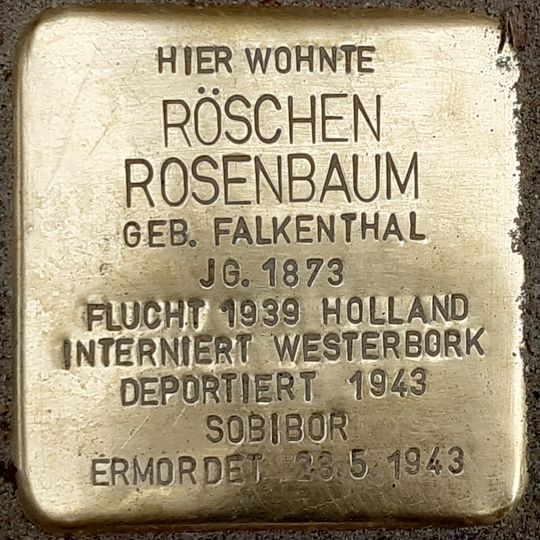 HIER WOHNTE
RÖSCHEN
ROSENBAUM
GEB. FALKENTHAL
JG. 1873
FLUCHT 1939 HOLLAND
INTERNIERT WESTERBORK
DEPORTIERT 1943
SOBIBOR
ERMORDET 28.5.1943